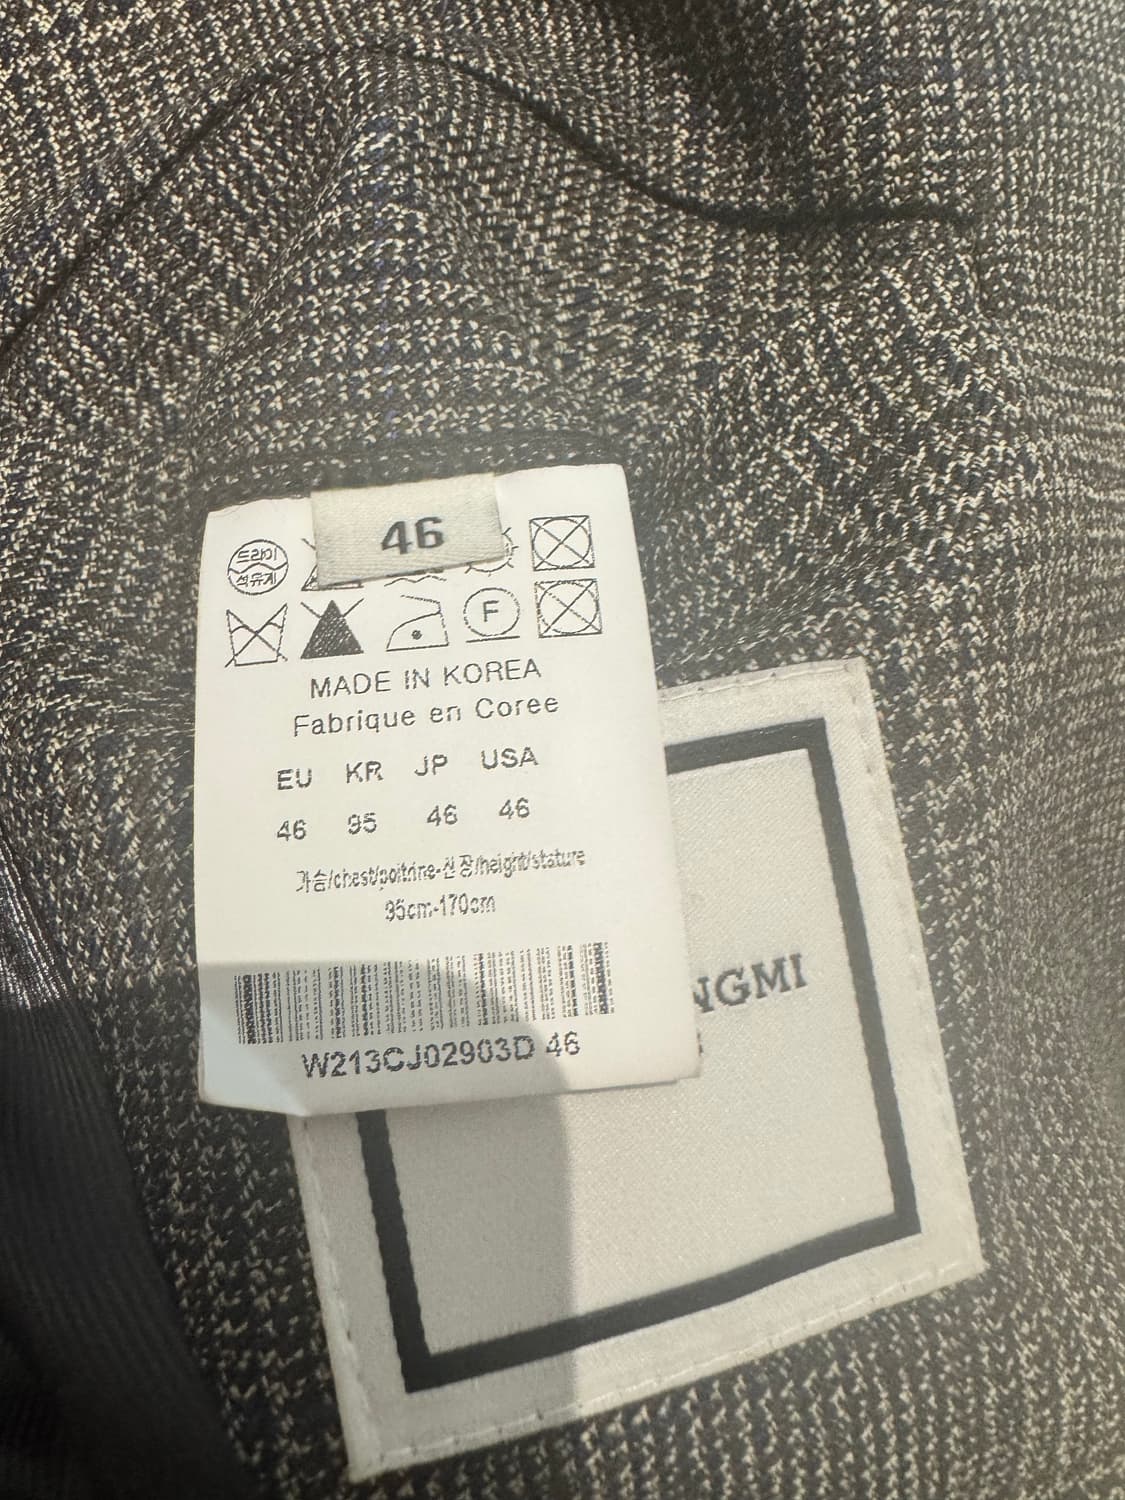 46
드라이
석유계
F
MADE IN KOREA
Fabrique en Coree
EU KR JP USA
46 95 46 46
가슴/chest/poitrine-신장/height/stature
95cm-170cm
W213CJ02903D 46
NGMI